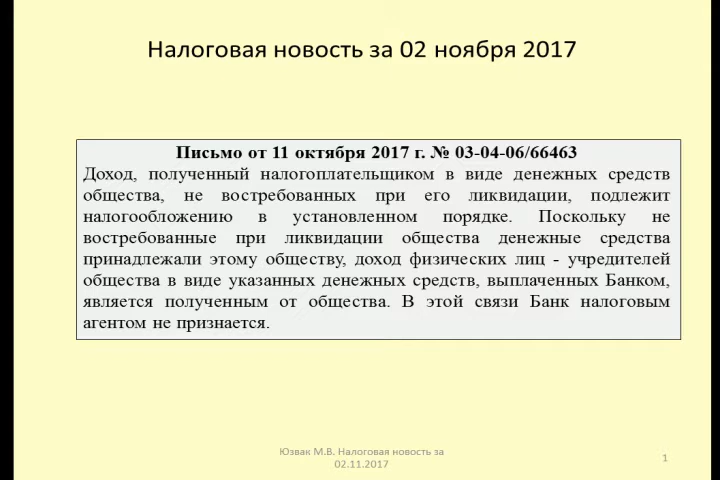 Налоговая новость за 02 ноября 2017
Письмо от 11 октября 2017 г. № 03-04-06/66463
Доход, полученный налогоплательщиком в виде денежных средств
общества, не востребованных при его ликвидации, подлежит
налогообложению в установленном порядке. Поскольку не
востребованные при ликвидации общества денежные средства
принадлежали этому обществу, доход физических лиц - учредителей
общества в виде указанных денежных средств, выплаченных Банком,
является полученным от общества. В этой связи Банк налоговым
агентом не признается.
Юзвак М.В. Налоговая новость за
02.11.2017
1